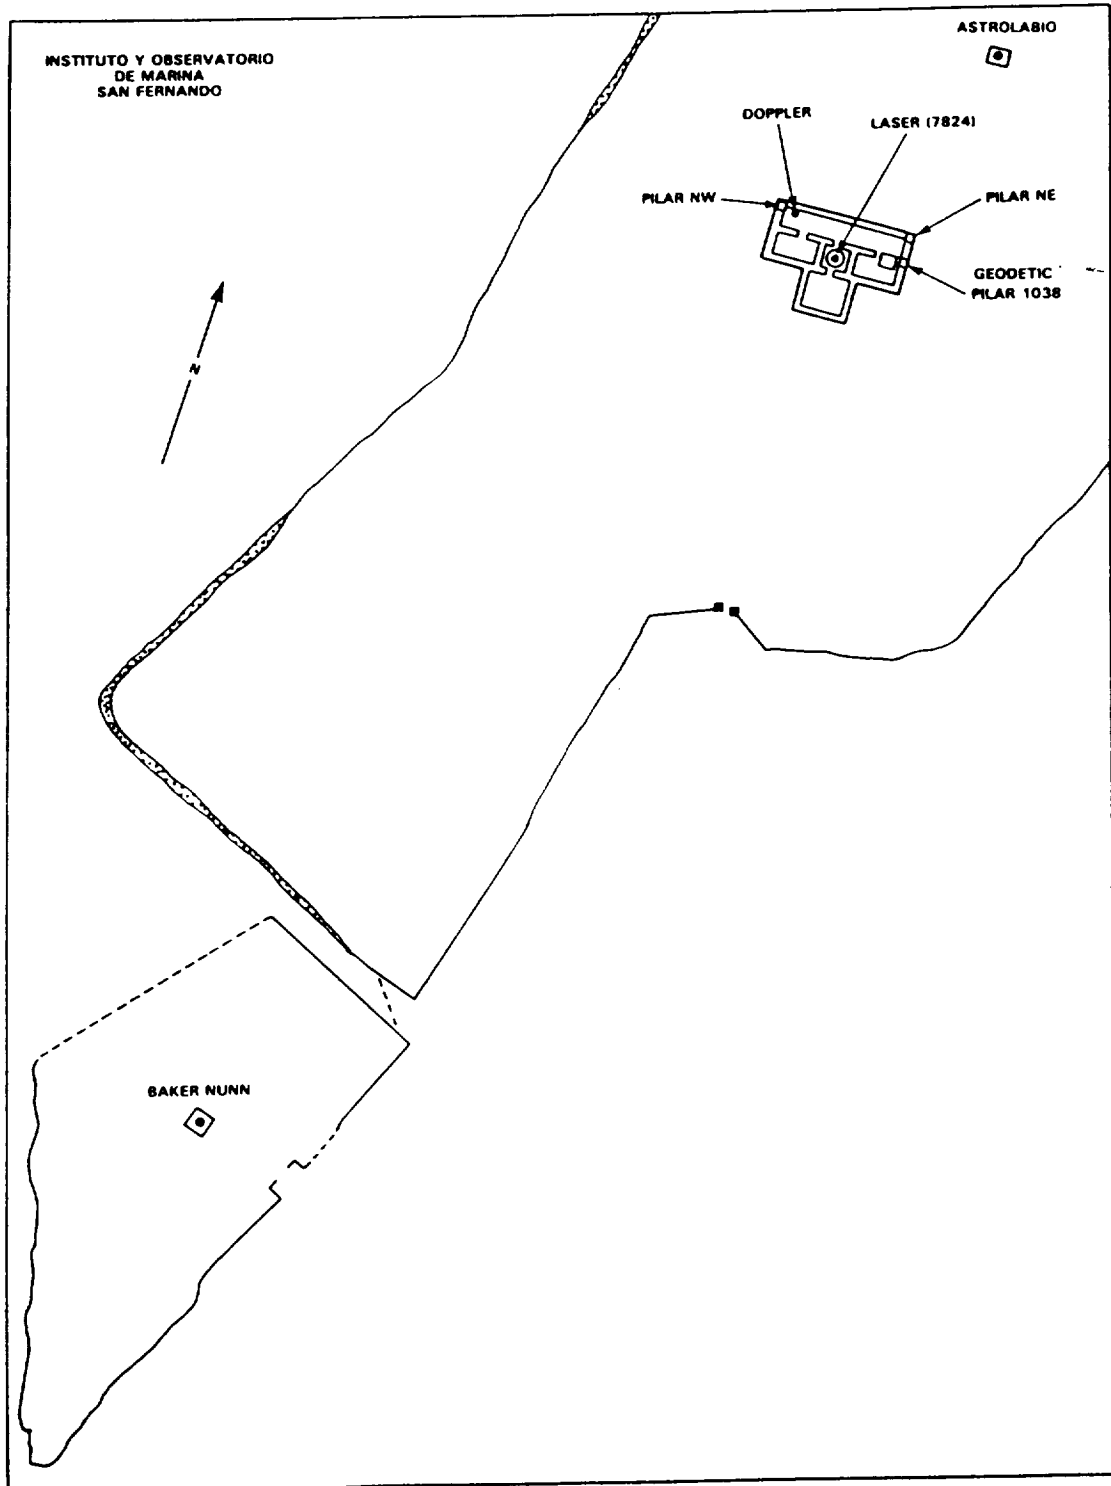 INSTITUTO Y OBSERVATORIO
DE MARINA
SAN FERNANDO
ASTROLABIO
DOPPLER
LASER (7824)
PILAR NW
PILAR NE
GEODETIC
PILAR 1038
N
BAKER NUNN